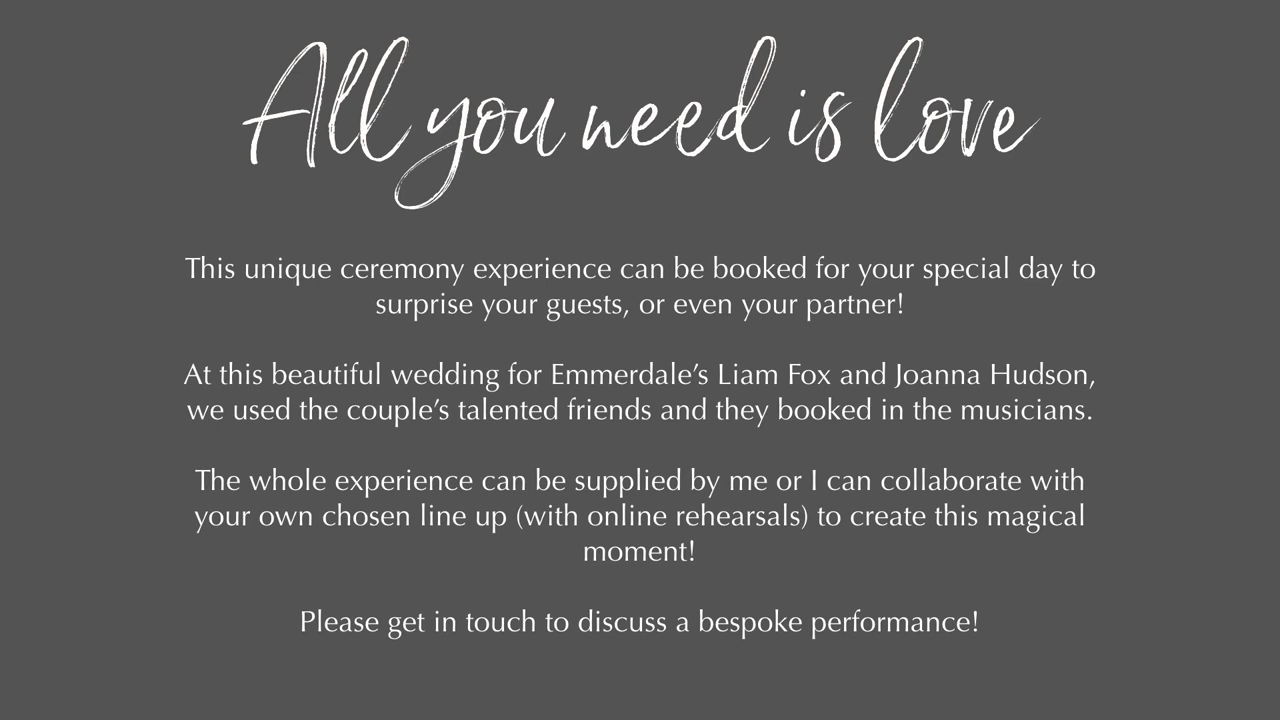 All you need is love
This unique ceremony experience can be booked for your special day to
surprise your guests, or even your partner!
At this beautiful wedding for Emmerdale’s Liam Fox and Joanna Hudson,
we used the couple’s talented friends and they booked in the musicians.
The whole experience can be supplied by me or I can collaborate with
your own chosen line up (with online rehearsals) to create this magical
moment!
Please get in touch to discuss a bespoke performance!